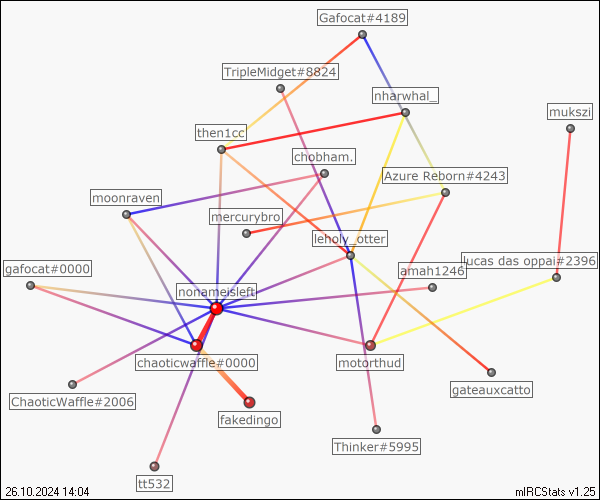 Gafocat#4189
TripleMidget#8824
nharwhal_
mukszi
then1cc
chobham.
Azure Reborn#4243
moonraven
mercurybro
leholy_otter
lucas das oppai#2396
gafocat#0000
amah1246
nonameisleft
chaoticwaffle#0000
motorthud
ChaoticWaffle#2006
gateauxcatto
fakedingo
Thinker#5995
tt532
26.10.2024 14:04
mIRCStats v1.25